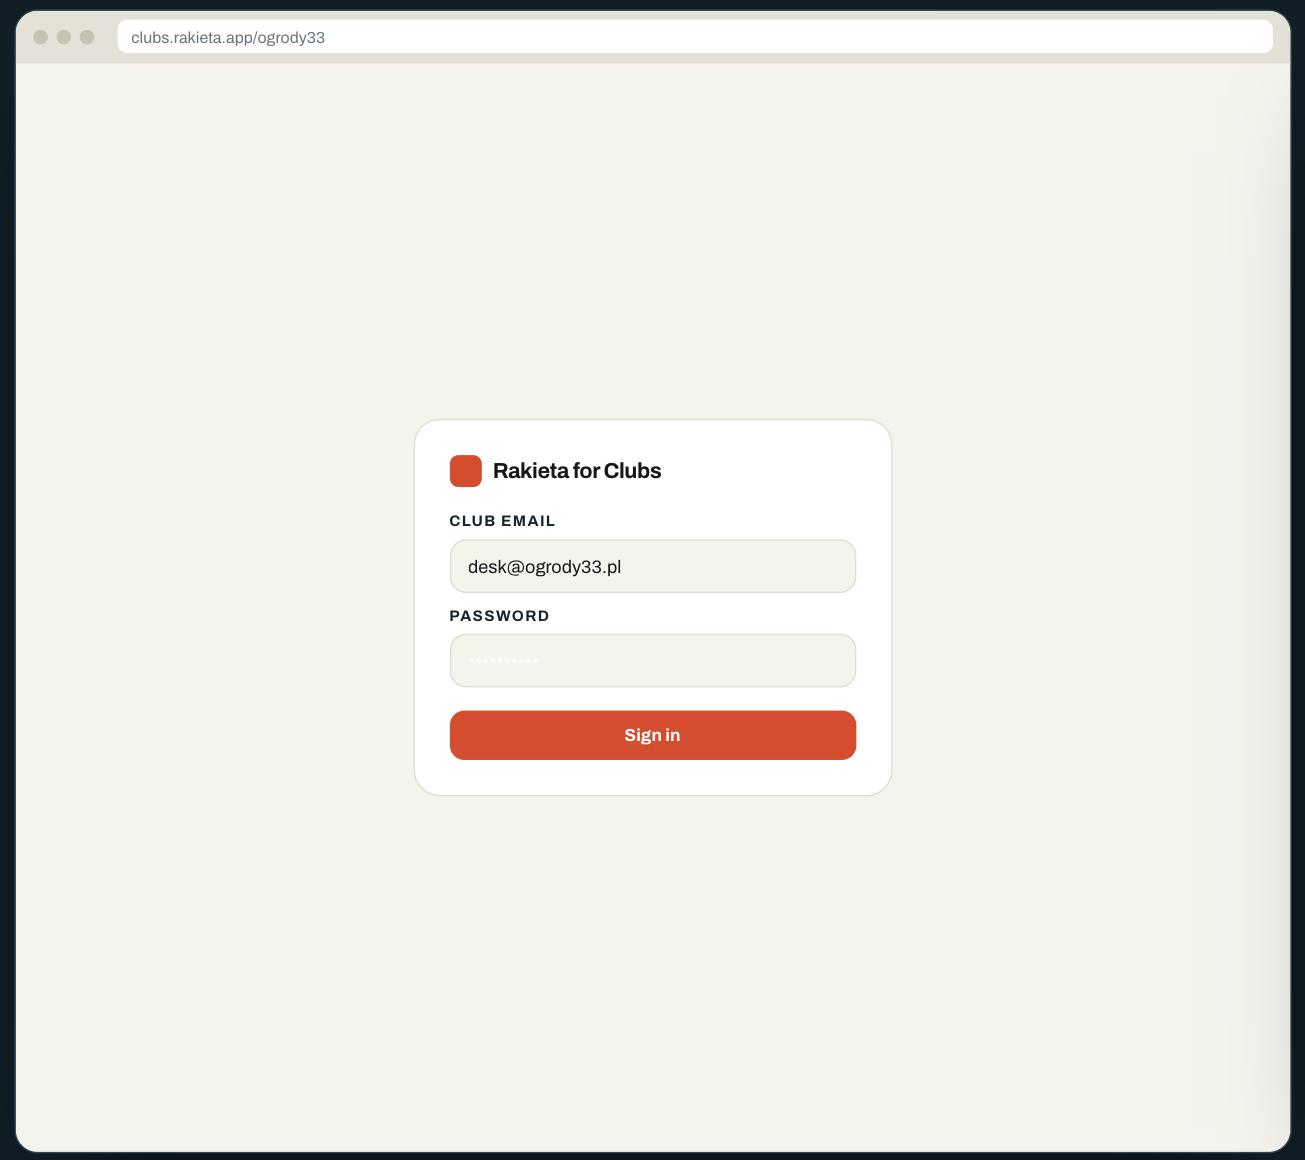 clubs.rakieta.app/ogrody33
Rakieta for Clubs
CLUB EMAIL
desk@ogrody33.pl
PASSWORD
••••••••••
Sign in